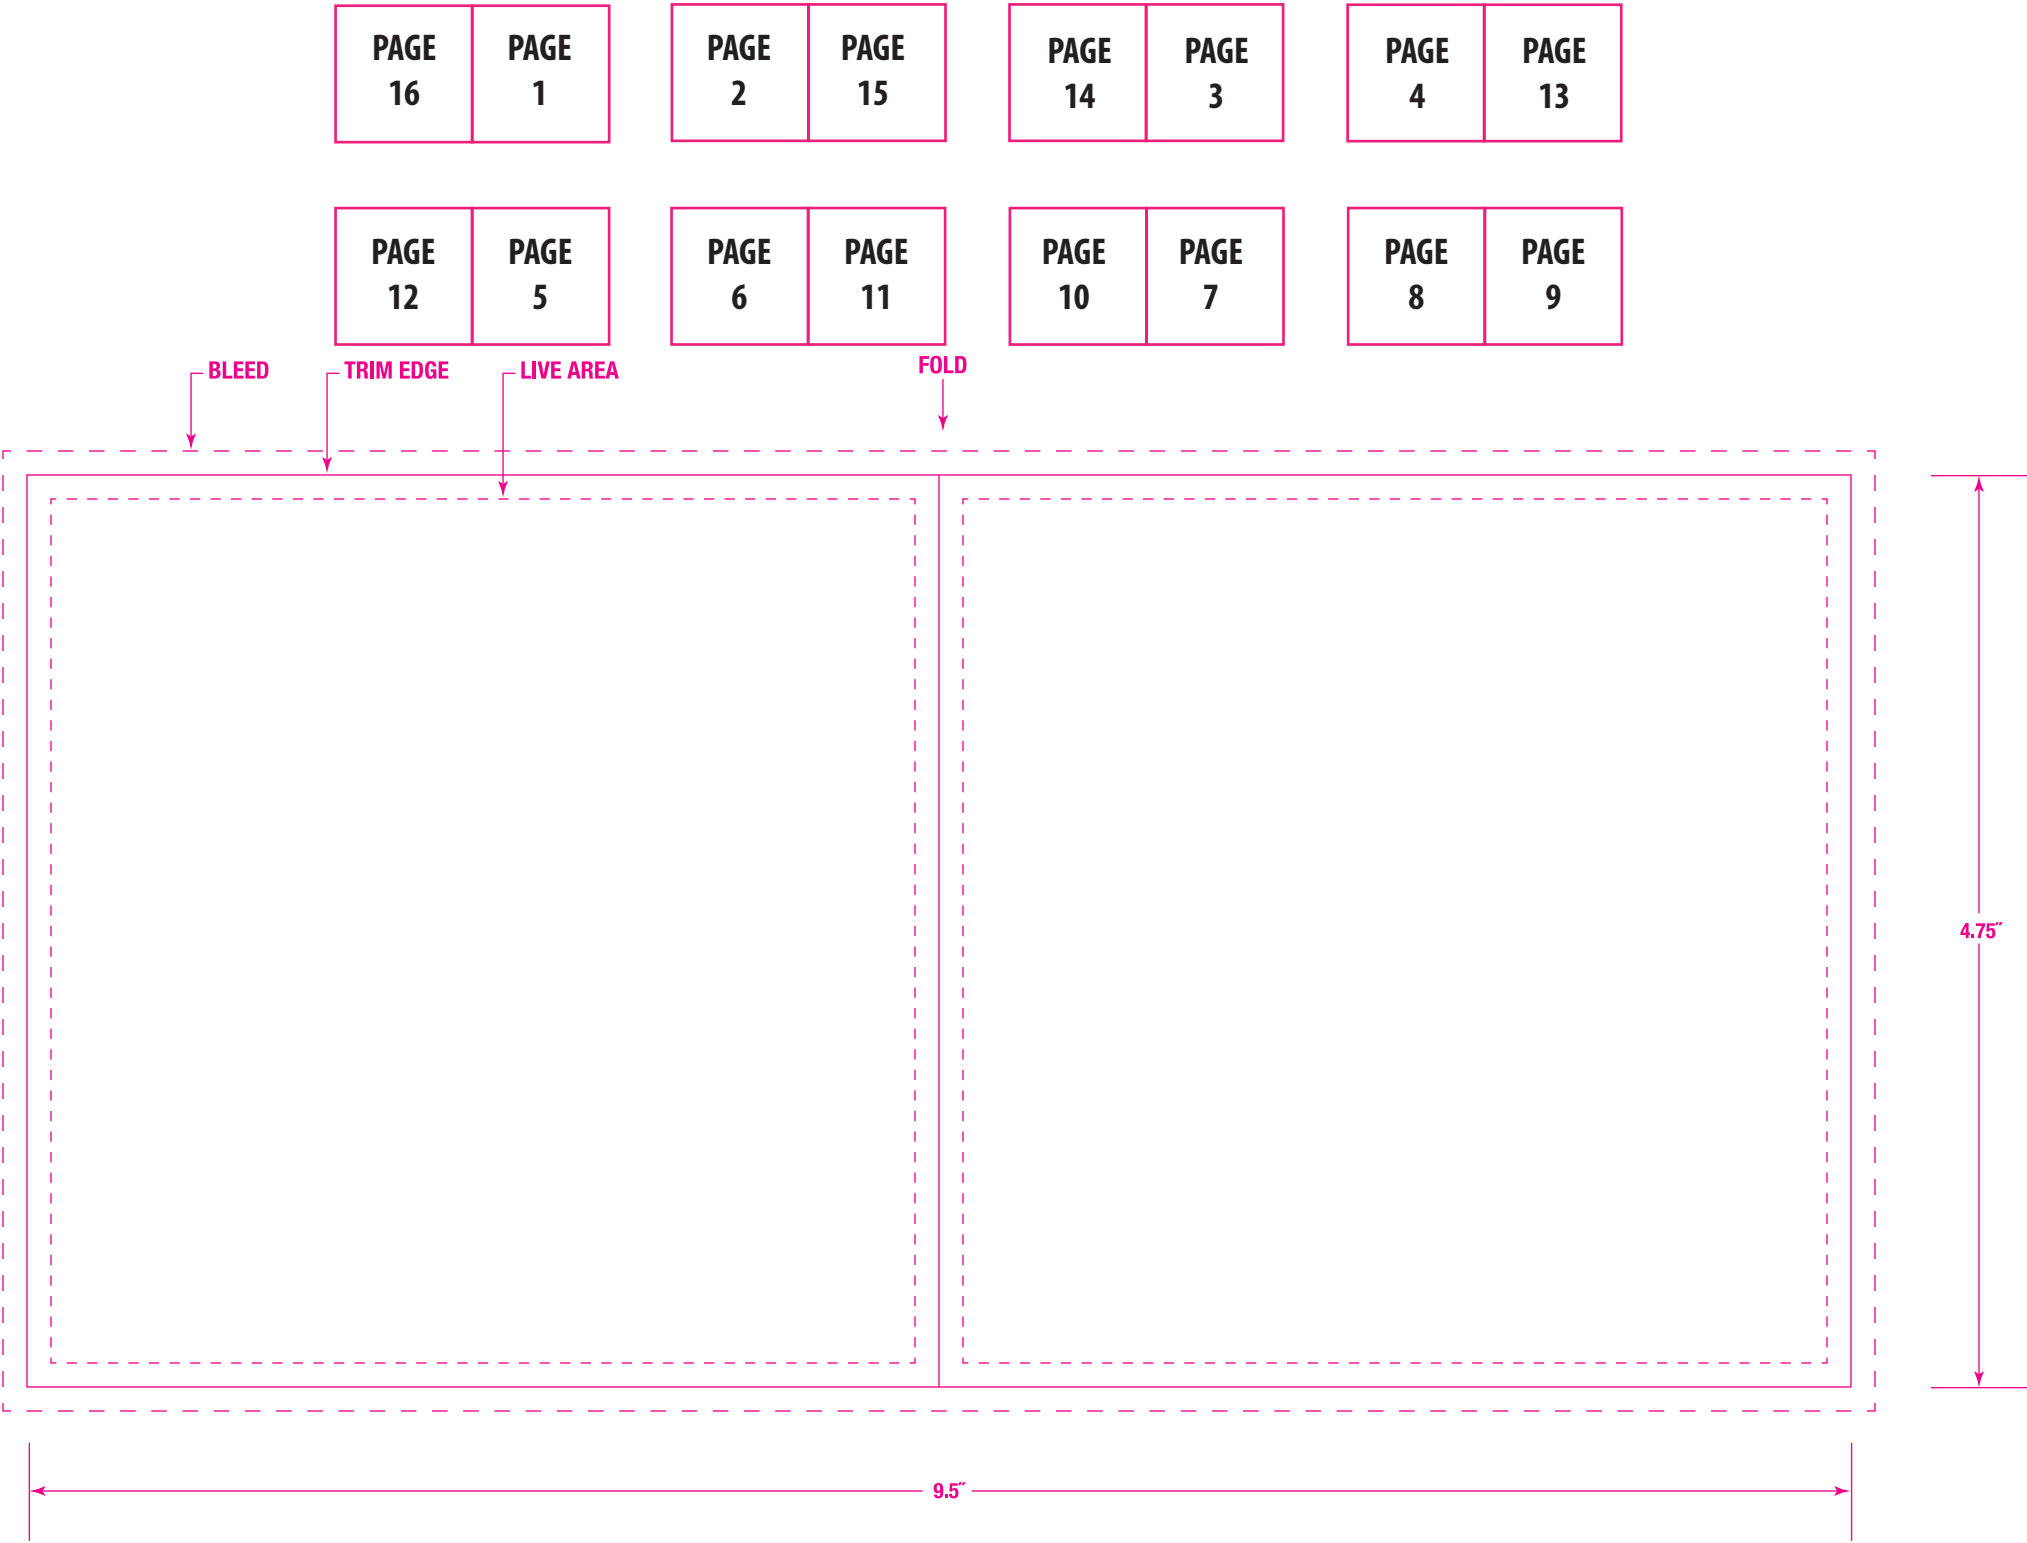 PAGE 16 PAGE 1 PAGE 2 PAGE 15 PAGE 14 PAGE 3 PAGE 4 PAGE 13
PAGE 12 PAGE 5 PAGE 6 PAGE 11 PAGE 10 PAGE 7 PAGE 8 PAGE 9
BLEED TRIM EDGE LIVE AREA FOLD
4.75″
9.5″